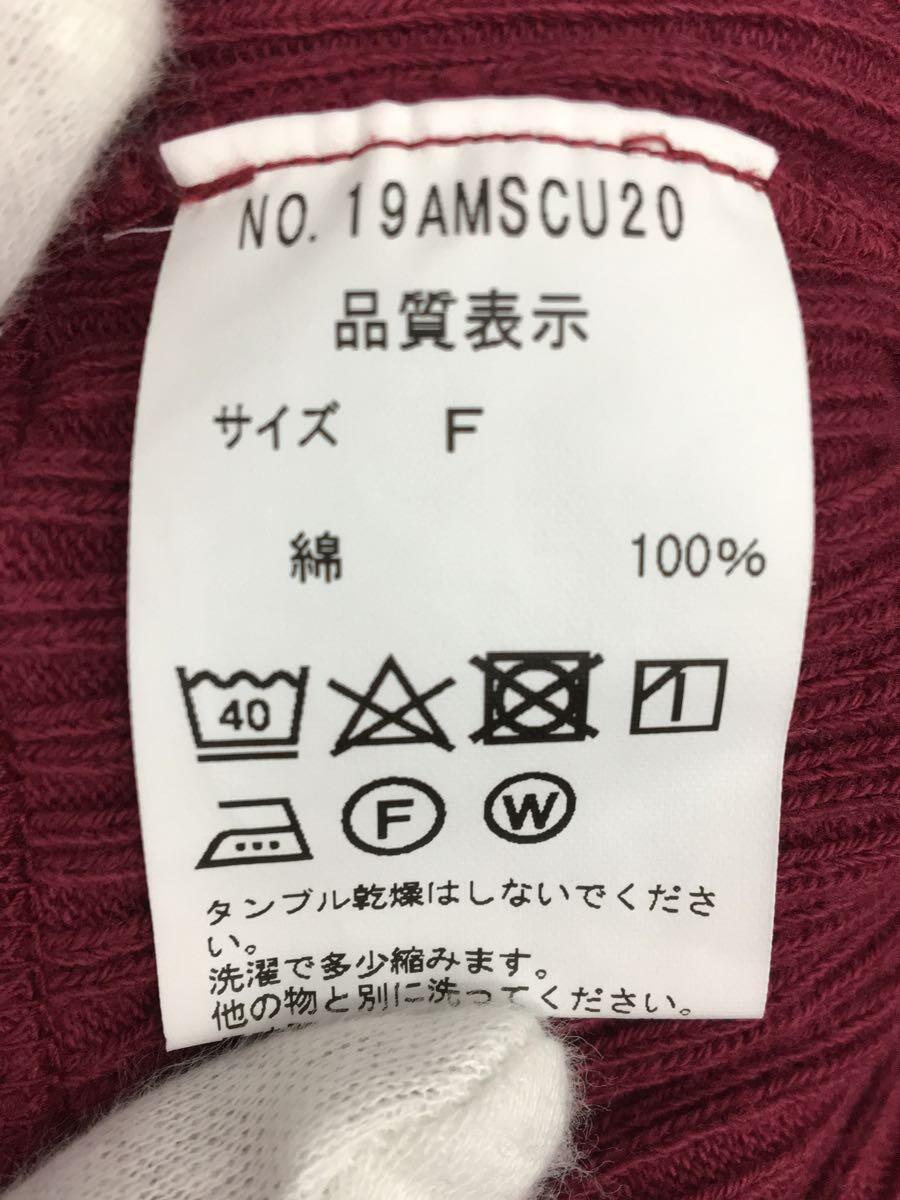 NO. 19AMSCU20
品質表示
サイズ F
綿 100%
40
F W
タンブル乾燥はしないでくださ
い。
洗濯で多少縮みます。
他の物と別に洗ってください。